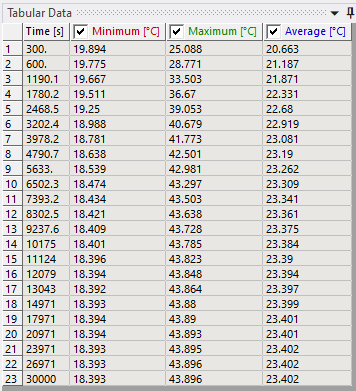 Tabular Data
Time [s] Minimum [°C] Maximum [°C] Average [°C]
1 300. 19.894 25.088 20.663
2 600. 19.775 28.771 21.187
3 1190.1 19.667 33.503 21.871
4 1780.2 19.511 36.67 22.331
5 2468.5 19.25 39.053 22.68
6 3202.4 18.988 40.679 22.919
7 3978.2 18.781 41.773 23.081
8 4790.7 18.638 42.501 23.19
9 5633. 18.539 42.981 23.262
10 6502.3 18.474 43.297 23.309
11 7393.2 18.434 43.503 23.341
12 8302.5 18.421 43.638 23.361
13 9237.6 18.409 43.728 23.375
14 10175 18.401 43.785 23.384
15 11124 18.396 43.823 23.39
16 12079 18.394 43.848 23.394
17 13043 18.392 43.864 23.397
18 14971 18.393 43.88 23.399
19 17971 18.394 43.89 23.401
20 20971 18.394 43.893 23.401
21 23971 18.393 43.895 23.402
22 26971 18.393 43.896 23.402
23 30000 18.393 43.896 23.402